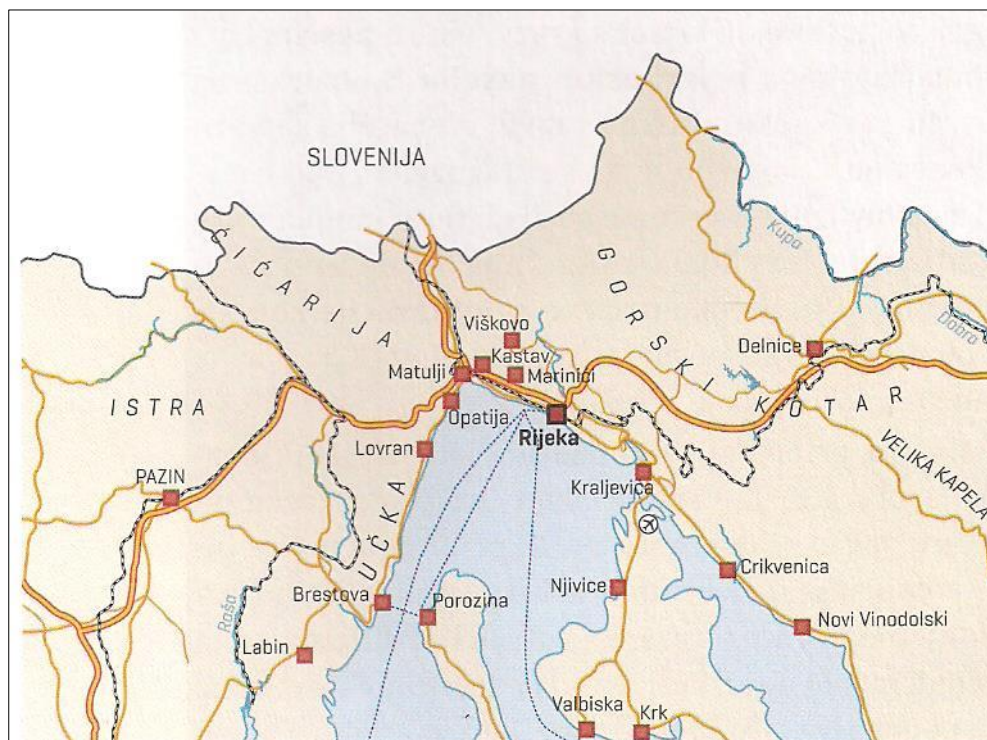 SLOVENIJA
Kupa
ĆIĆARIJA
GORSKI KOTAR
Dobra
Viškovo
Delnice
Kastav
Matulji
Marinići
ISTRA
Opatija
Rijeka
Lovran
VELIKA KAPELA
PAZIN
Kraljevica
UČKA
Crikvenica
Njivice
Brestova
Porozina
Raša
Novi Vinodolski
Labin
Valbiska
Krk